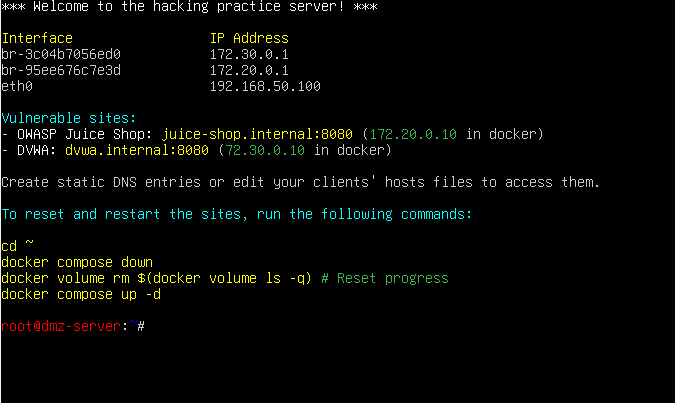 *** Welcome to the hacking practice server! ***
Interface IP Address
br-3c04b7056ed0 172.30.0.1
br-95ee676c7e3d 172.20.0.1
eth0 192.168.50.100
Vulnerable sites:
- OWASP Juice Shop: juice-shop.internal:8080 (172.20.0.10 in docker)
- DVWA: dvwa.internal:8080 (72.30.0.10 in docker)
Create static DNS entries or edit your clients' hosts files to access them.
To reset and restart the sites, run the following commands:
cd ~
docker compose down
docker volume rm $(docker volume ls -q) # Reset progress
docker compose up -d
root@dmz-server:~#